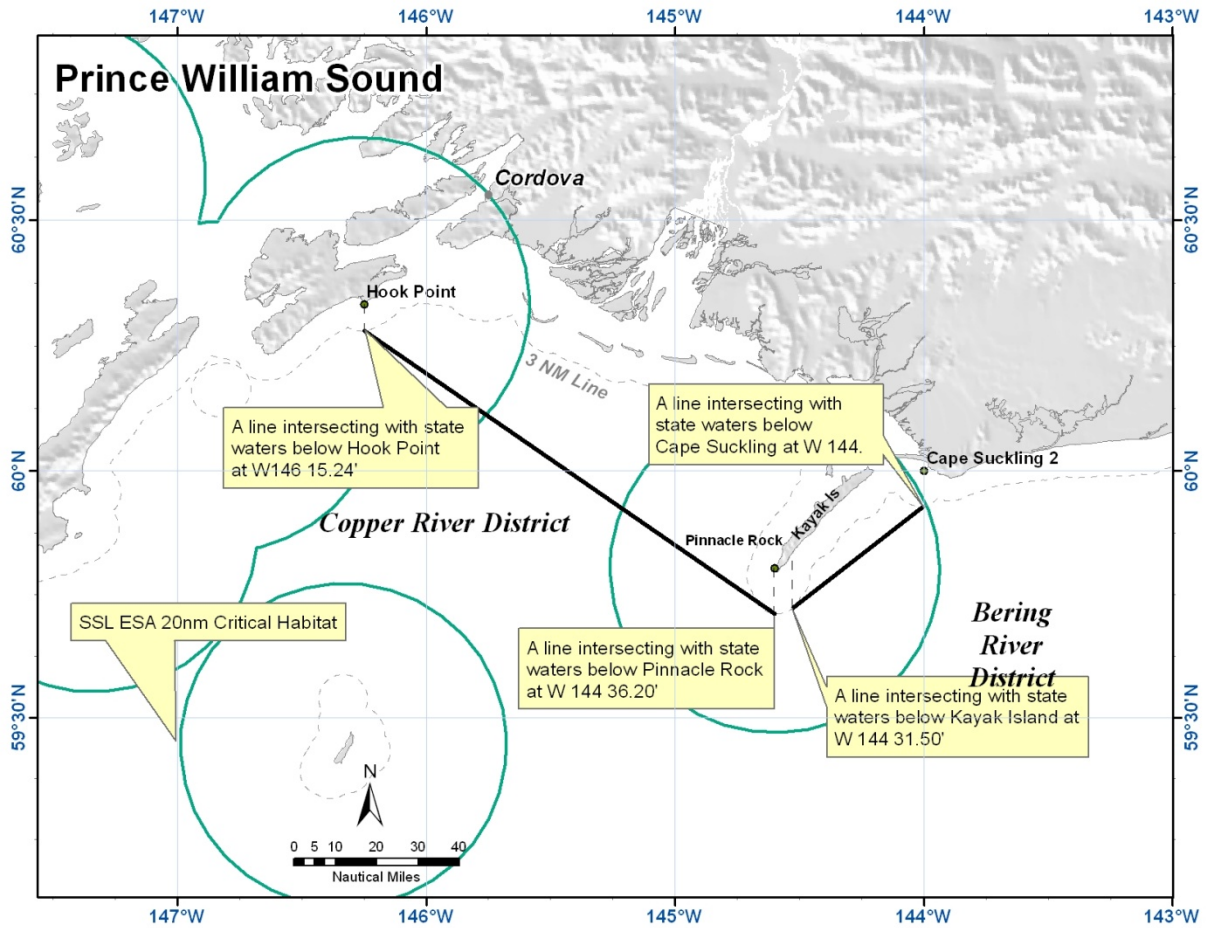 147°W 146°W 145°W 144°W 143°W
Prince William Sound
Cordova
60°30'N 60°30'N
Hook Point
3 NM Line
A line intersecting with state
waters below Hook Point
at W146 15.24'
A line intersecting with
state waters below
Cape Suckling at W 144.
Cape Suckling 2
60°N 60°N
Kayak Is
Copper River District
Pinnacle Rock
SSL ESA 20nm Critical Habitat
Bering
River
District
A line intersecting with state
waters below Pinnacle Rock
at W 144 36.20'
A line intersecting with state
waters below Kayak Island at
W 144 31.50'
59°30'N 59°30'N
N
0 5 10 20 30 40
Nautical Miles
147°W 146°W 145°W 144°W 143°W